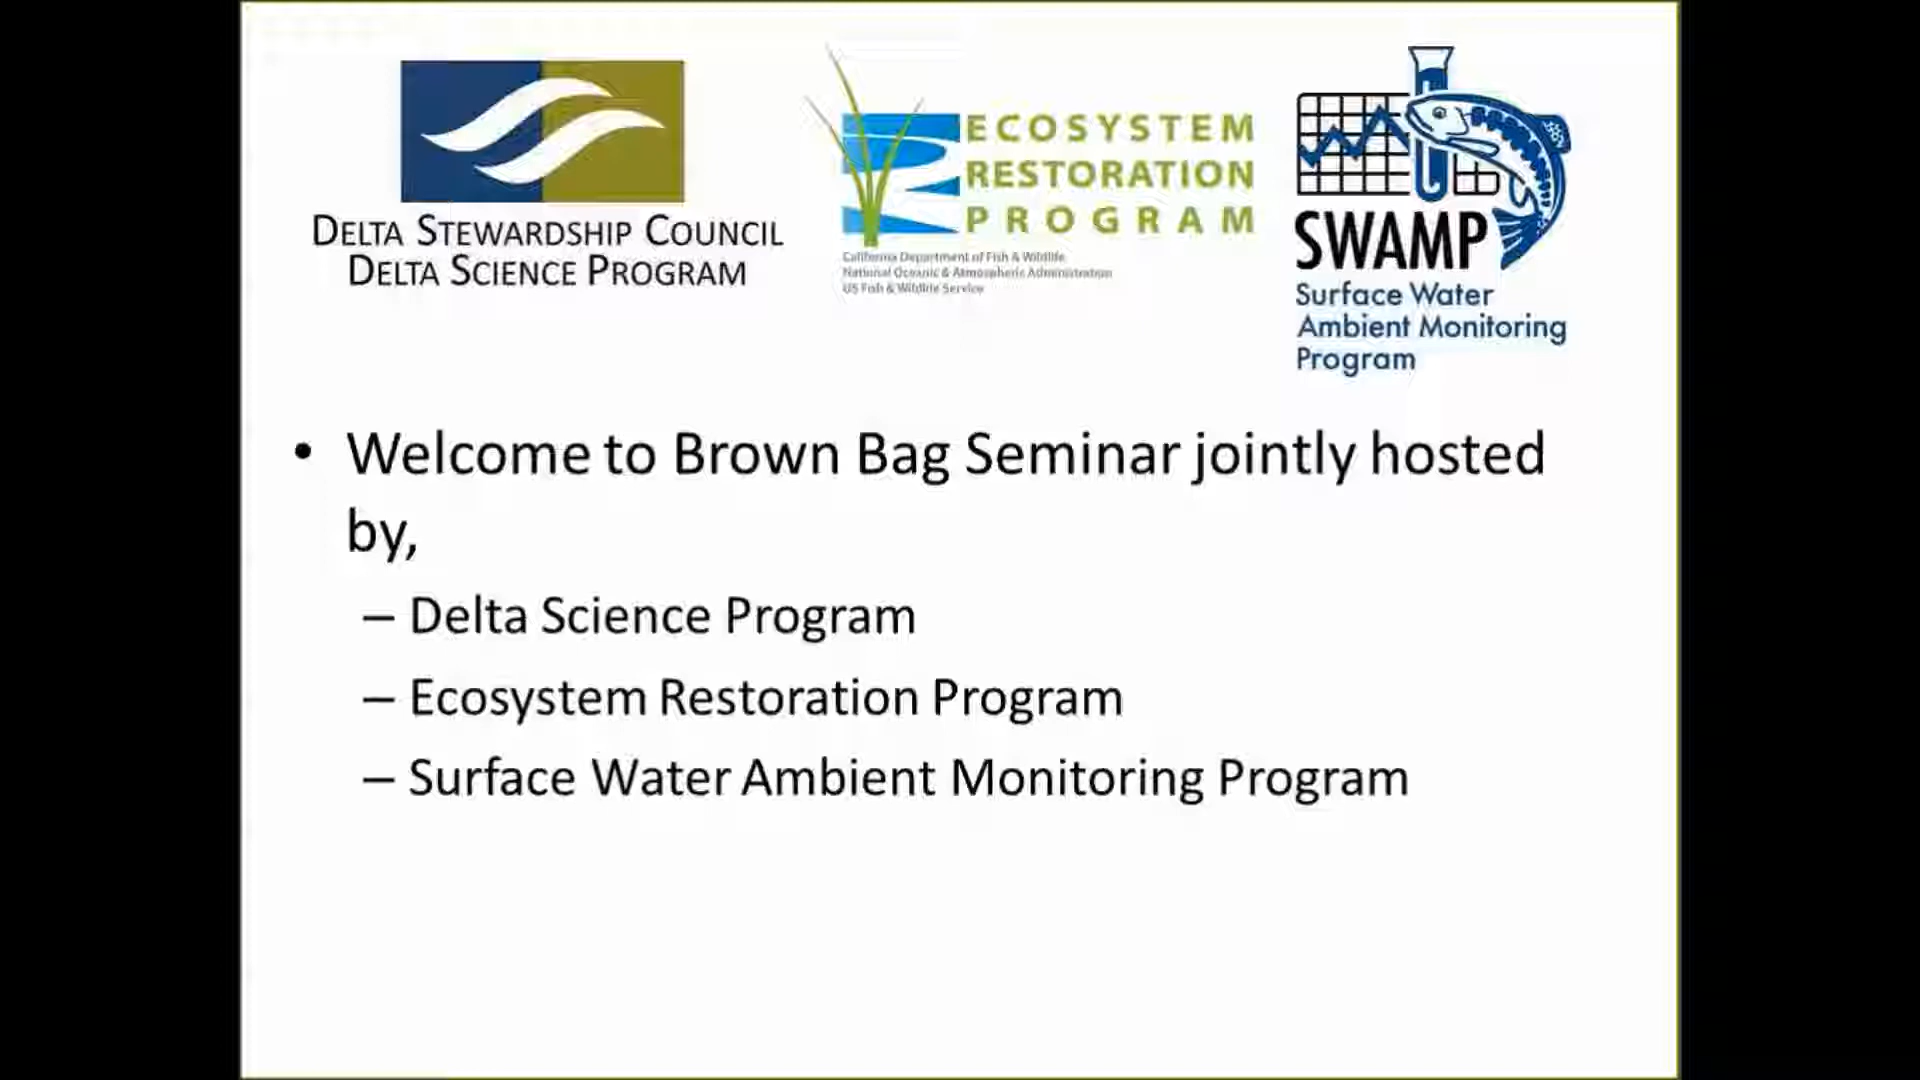 DELTA STEWARDSHIP COUNCIL
DELTA SCIENCE PROGRAM
ECOSYSTEM
RESTORATION
PROGRAM
California Department of Fish & Wildlife
National Oceanic & Atmospheric Administration
US Fish & Wildlife Service
SWAMP
Surface Water
Ambient Monitoring
Program
• Welcome to Brown Bag Seminar jointly hosted
by,
– Delta Science Program
– Ecosystem Restoration Program
– Surface Water Ambient Monitoring Program